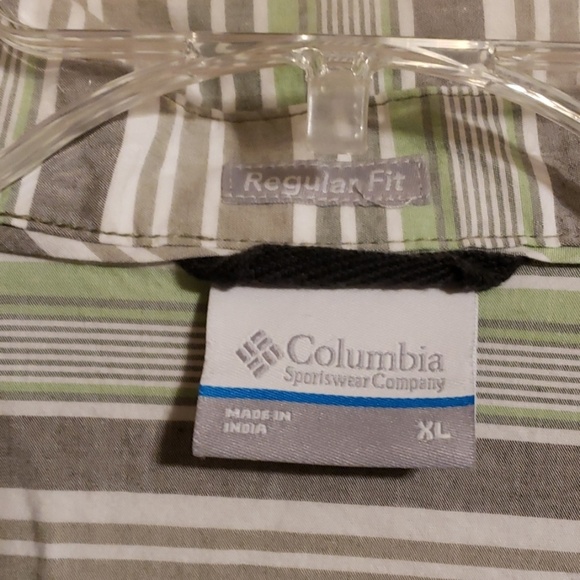 Regular Fit
Columbia
Sportswear Company
MADE IN
INDIA
XL